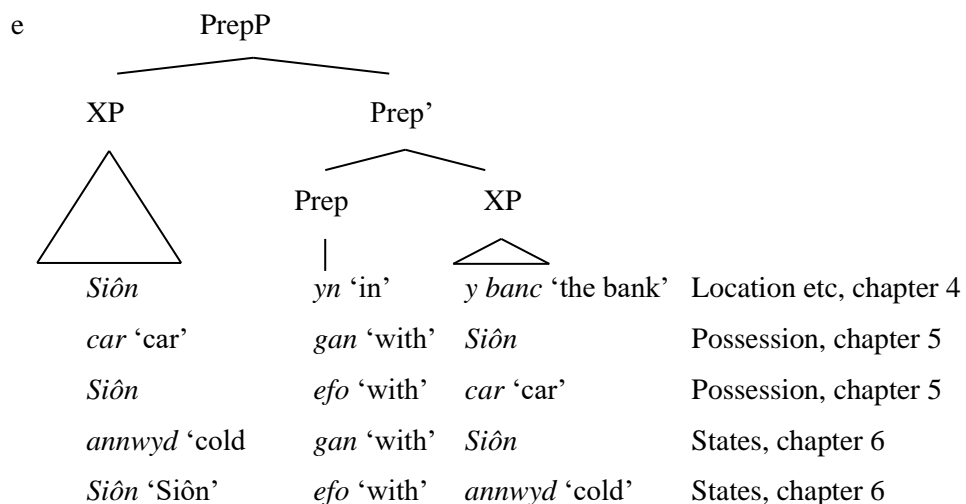 e PrepP
XP Prep’
Prep XP
Siôn yn ‘in’ y banc ‘the bank’ Location etc, chapter 4
car ‘car’ gan ‘with’ Siôn Possession, chapter 5
Siôn efo ‘with’ car ‘car’ Possession, chapter 5
annwyd ‘cold gan ‘with’ Siôn States, chapter 6
Siôn ‘Siôn’ efo ‘with’ annwyd ‘cold’ States, chapter 6